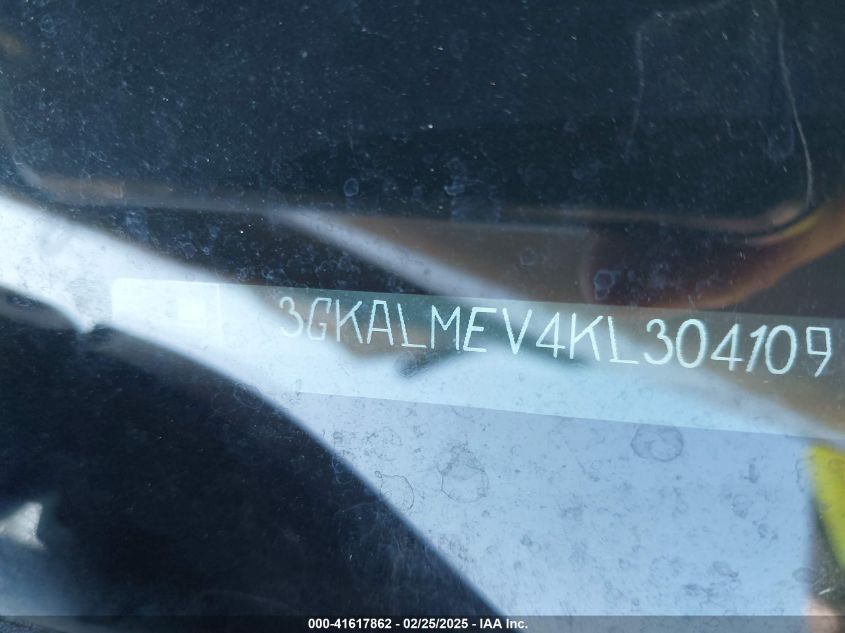 3GKALMEV4KL304109
000-41617862 - 02/25/2025 - IAA Inc.